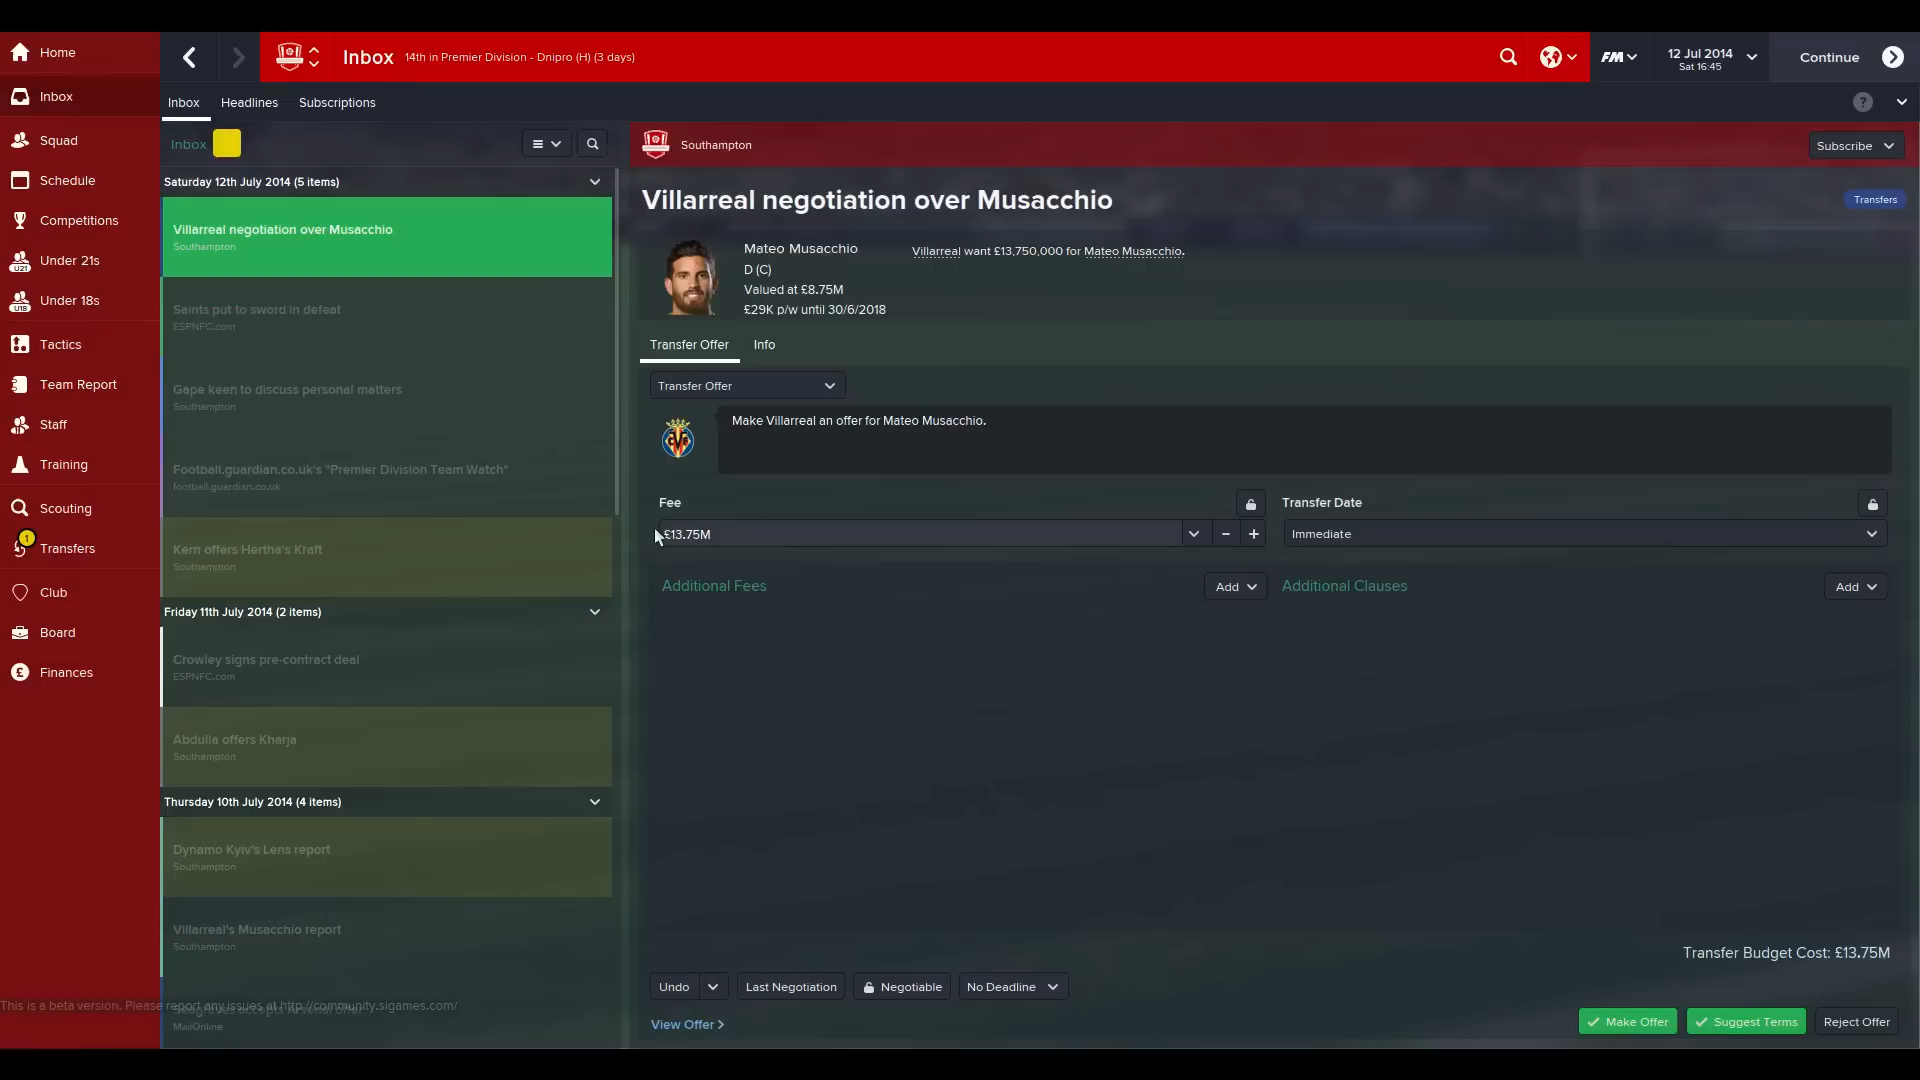 Home
Inbox
Squad
Schedule
Competitions
Under 21s
Under 18s
Tactics
Team Report
Staff
Training
Scouting
1
Transfers
Club
Board
Finances
Inbox 14th in Premier Division - Dnipro (H) (3 days)
FM
12 Jul 2014
Sat 16:45
Continue
Inbox Headlines Subscriptions
?
Inbox
Saturday 12th July 2014 (5 items)
Villarreal negotiation over Musacchio
Southampton
Saints put to sword in defeat
ESPNFC.com
Gape keen to discuss personal matters
Southampton
Football.guardian.co.uk's "Premier Division Team Watch"
football.guardian.co.uk
Kern offers Hertha's Kraft
Southampton
Friday 11th July 2014 (2 items)
Crowley signs pre-contract deal
ESPNFC.com
Abdulla offers Kharja
Southampton
Thursday 10th July 2014 (4 items)
Dynamo Kyiv's Lens report
Southampton
Villarreal's Musacchio report
Southampton
This is a beta version. Please report any issues at http://community.sigames.com/
MailOnline
Southampton
Subscribe
Villarreal negotiation over Musacchio
Transfers
Mateo Musacchio
D (C)
Valued at £8.75M
£29K p/w until 30/6/2018
Villarreal want £13,750,000 for Mateo Musacchio.
Transfer Offer Info
Transfer Offer
Make Villarreal an offer for Mateo Musacchio.
Fee
£13.75M
Transfer Date
Immediate
Additional Fees
Add
Additional Clauses
Add
Transfer Budget Cost: £13.75M
Undo Last Negotiation Negotiable No Deadline
View Offer >
Make Offer Suggest Terms Reject Offer